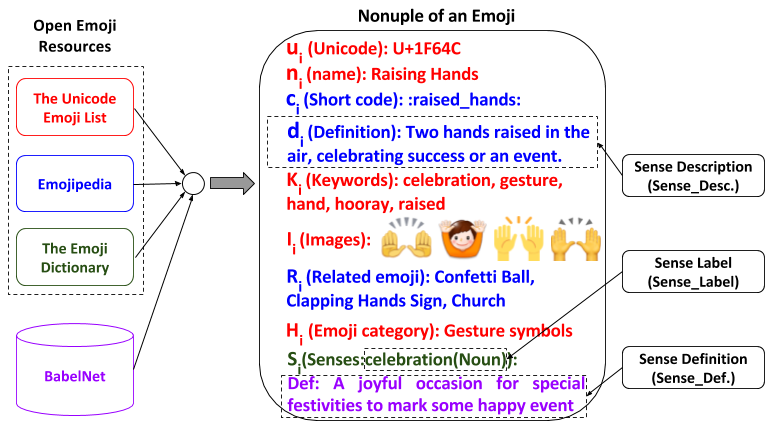 Nonuple of an Emoji
Open Emoji
Resources
The Unicode
Emoji List
Emojipedia
The Emoji
Dictionary
BabelNet
ui (Unicode): U+1F64C
ni (name): Raising Hands
ci (Short code): :raised_hands:
di (Definition): Two hands raised in the
air, celebrating success or an event.
Ki (Keywords): celebration, gesture,
hand, hooray, raised
Ii (Images):
Ri (Related emoji): Confetti Ball,
Clapping Hands Sign, Church
Hi (Emoji category): Gesture symbols
Si(Senses:celebration(Noun)):
Def: A joyful occasion for special
festivities to mark some happy event
Sense Description
(Sense_Desc.)
Sense Label
(Sense_Label)
Sense Definition
(Sense_Def.)